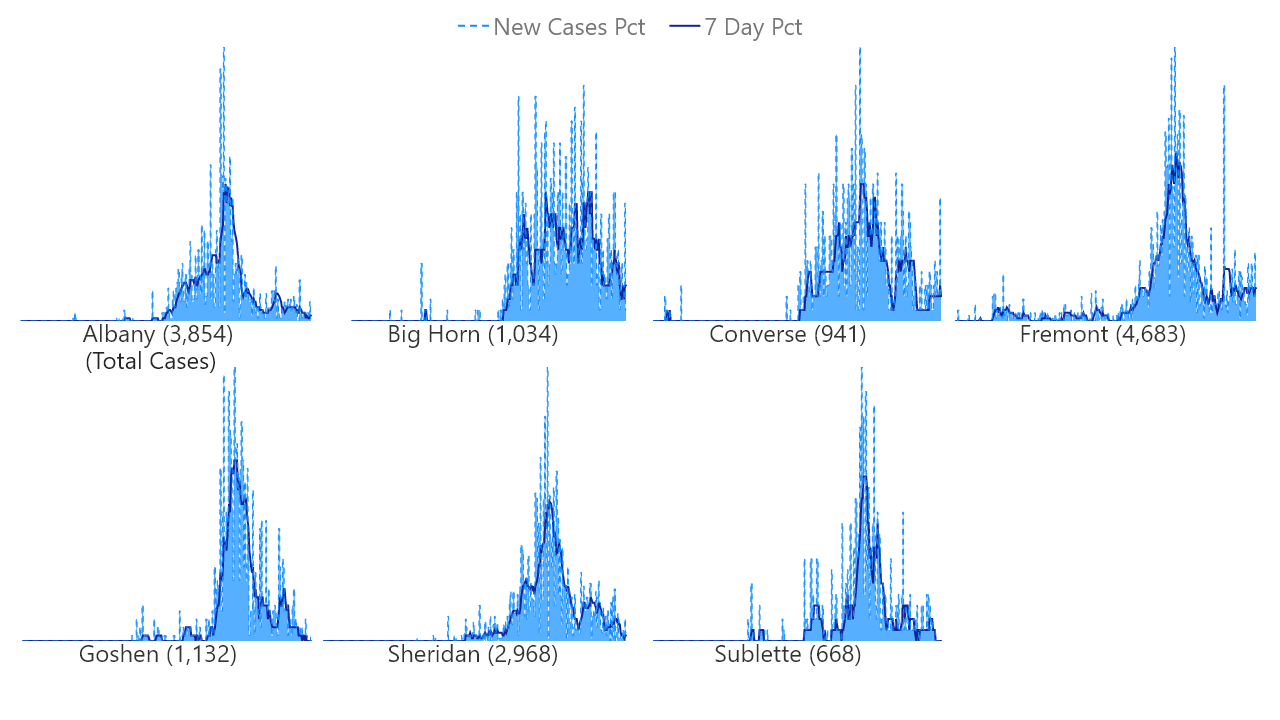 New Cases Pct 7 Day Pct
Albany (3,854)
(Total Cases)
Big Horn (1,034)
Converse (941)
Fremont (4,683)
Goshen (1,132)
Sheridan (2,968)
Sublette (668)